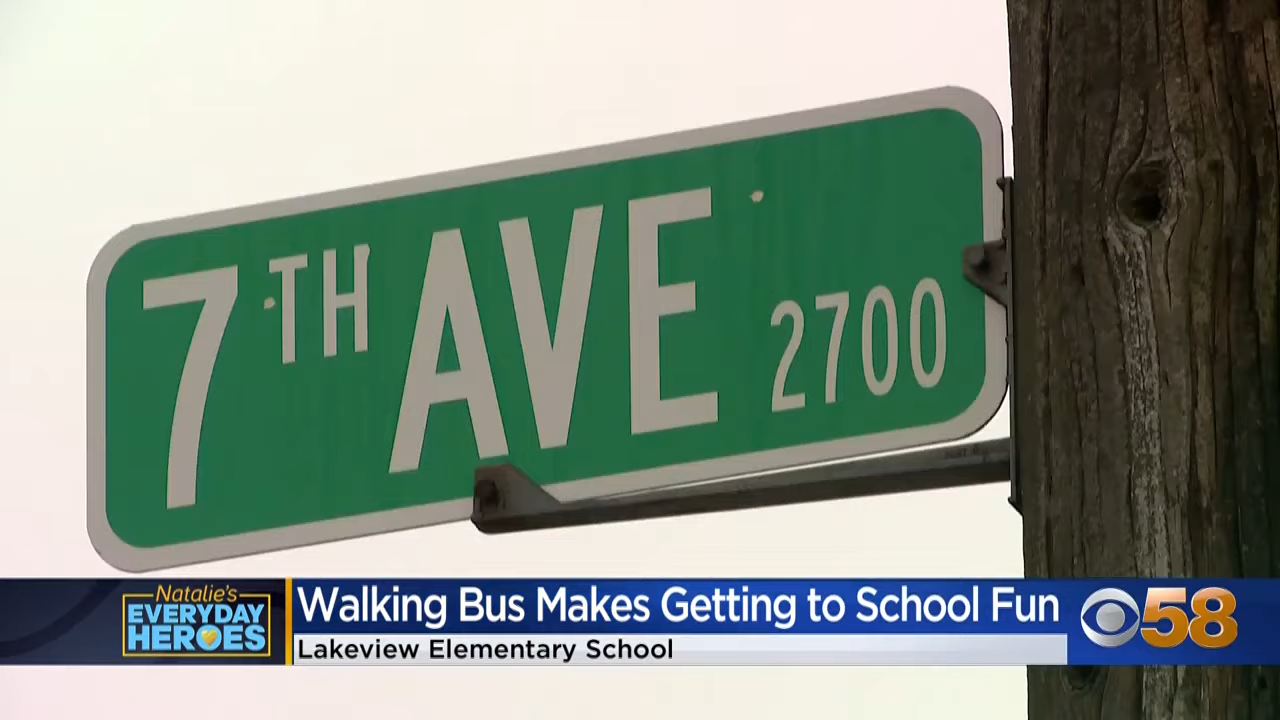 7TH AVE 2700
Natalie's
EVERYDAY
HEROES
Walking Bus Makes Getting to School Fun
Lakeview Elementary School
58